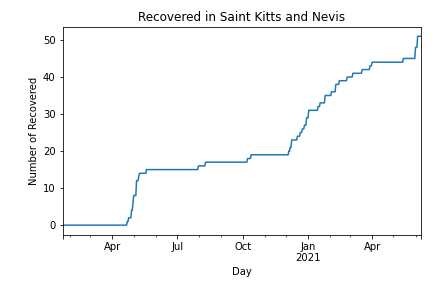 Recovered in Saint Kitts and Nevis
Number of Recovered
50
40
30
20
10
0
Apr Jul Oct Jan Apr
2021
Day